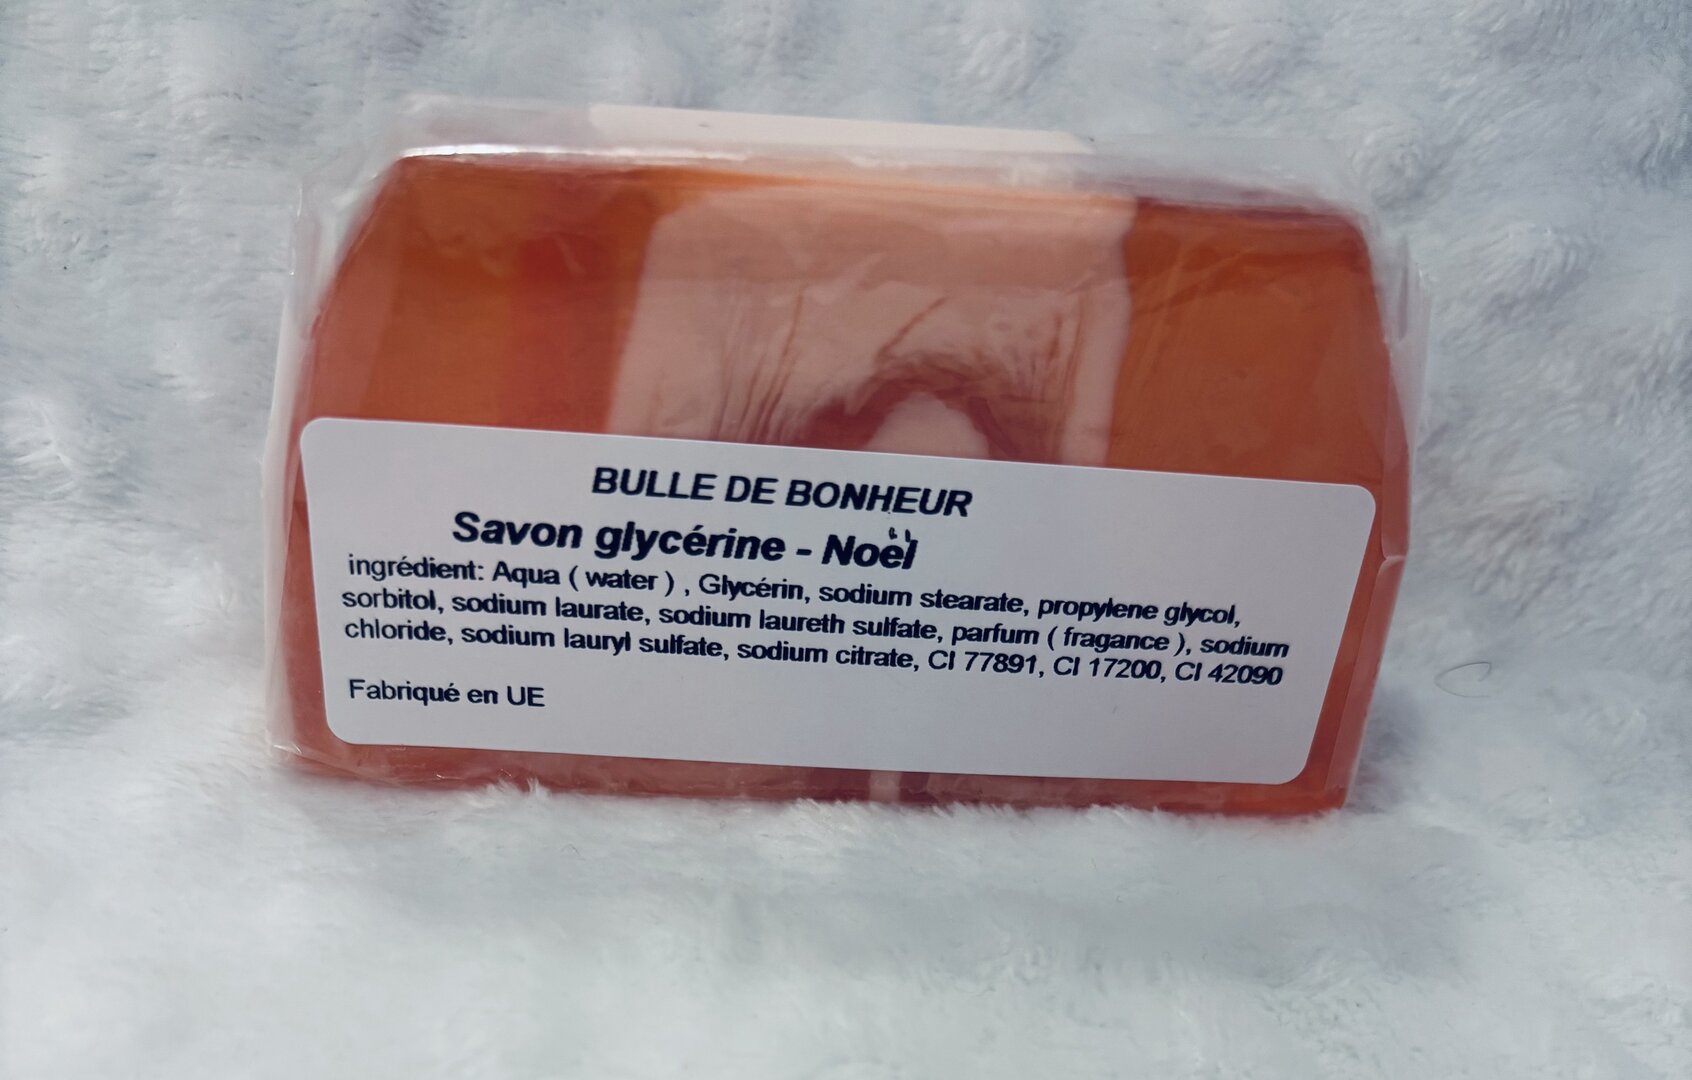 BULLE DE BONHEUR
Savon glycérine - Noël
ingrédient: Aqua ( water ) , Glycérin, sodium stearate, propylene glycol,
sorbitol, sodium laurate, sodium laureth sulfate, parfum ( fragance ), sodium
chloride, sodium lauryl sulfate, sodium citrate, CI 77891, CI 17200, CI 42090
Fabriqué en UE